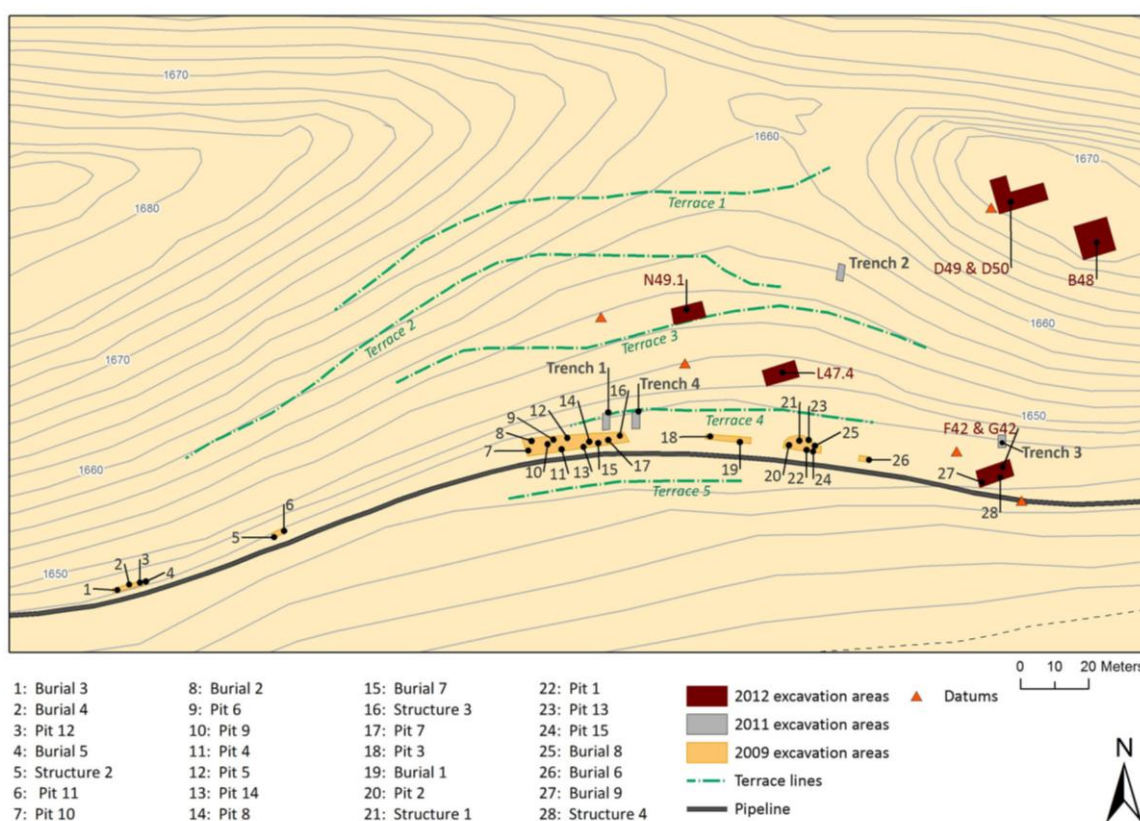 1670
1660
1670
1680
Terrace 1
Trench 2
D49 & D50
B48
N49.1
1660
Terrace 2
Terrace 3
1670
Trench 1
16
Trench 4
L47.4
14
12
9
8
7
10
11
13
15
17
Terrace 4
18
19
21
23
20
22
24
25
26
1650
F42 & G42
Trench 3
27
28
1660
Terrace 5
6
5
1650
2
3
1
4
0 10 20 Meters
1: Burial 3
2: Burial 4
3: Pit 12
4: Burial 5
5: Structure 2
6: Pit 11
7: Pit 10
8: Burial 2
9: Pit 6
10: Pit 9
11: Pit 4
12: Pit 5
13: Pit 14
14: Pit 8
15: Burial 7
16: Structure 3
17: Pit 7
18: Pit 3
19: Burial 1
20: Pit 2
21: Structure 1
22: Pit 1
23: Pit 13
24: Pit 15
25: Burial 8
26: Burial 6
27: Burial 9
28: Structure 4
2012 excavation areas
2011 excavation areas
2009 excavation areas
Terrace lines
Pipeline
Datums
N